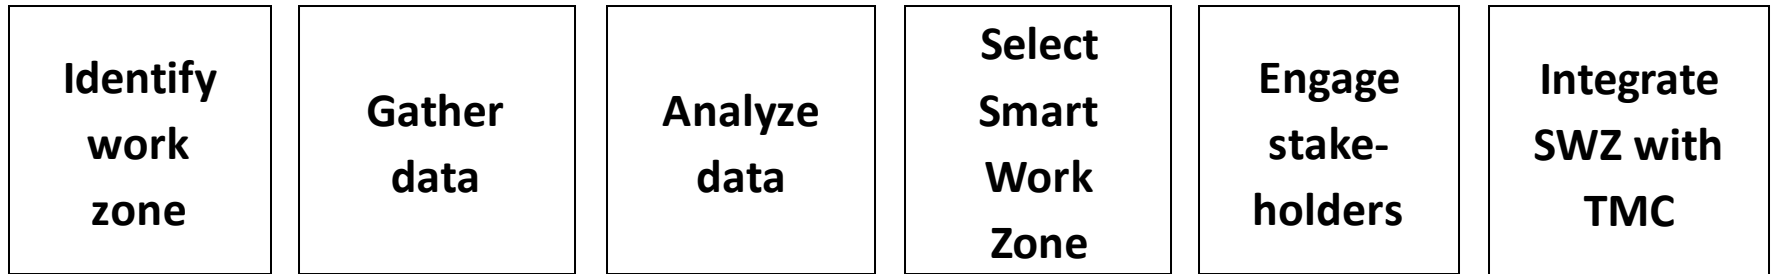 Identify
work
zone
Gather
data
Analyze
data
Select
Smart
Work
Zone
Engage
stake-
holders
Integrate
SWZ with
TMC